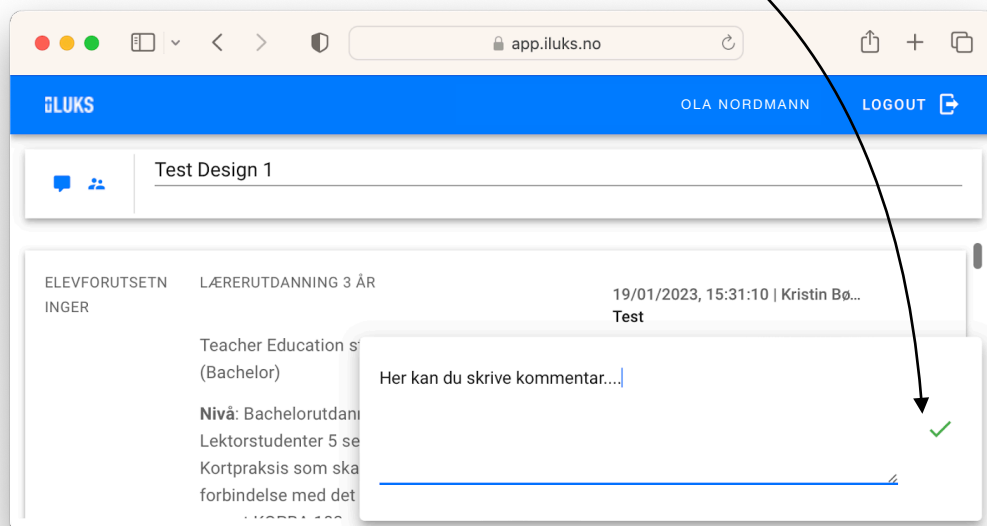 app.iluks.no
iLUKS
OLA NORDMANN
LOGOUT
Test Design 1
ELEVFORUTSETN
INGER
LÆRERUTDANNING 3 ÅR
19/01/2023, 15:31:10 | Kristin Bø...
Test
Teacher Education s
(Bachelor)
Her kan du skrive kommentar....
Nivå: Bachelorutdan
Lektorstudenter 5 se
Kortpraksis som ska
forbindelse med det